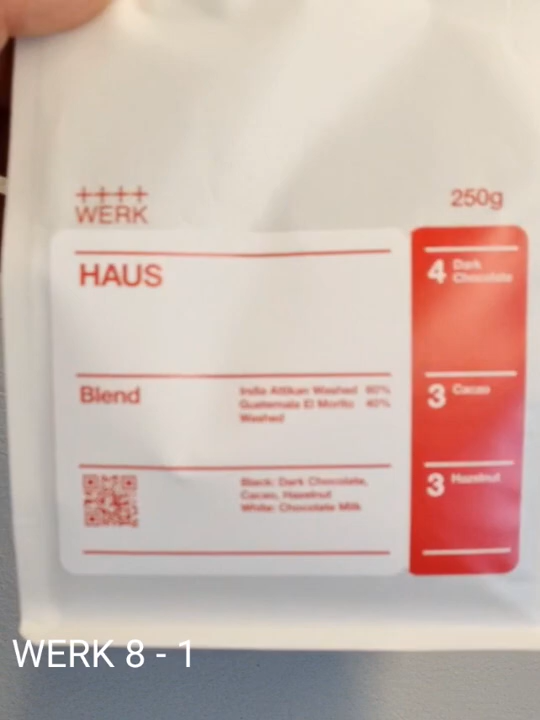 ++++
WERK
250g
HAUS
Blend
India Attikan Washed 60%
Guatemala El Morito 40%
Washed
Black: Dark Chocolate,
Cacao, Hazelnut
White: Chocolate Milk
4 Dark
Chocolate
3 Cacao
3 Hazelnut
WERK 8 - 1